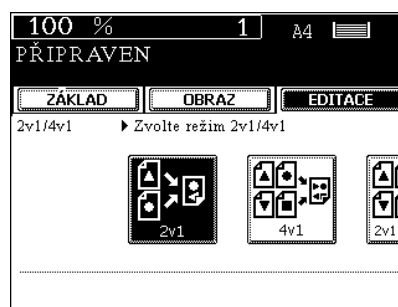 100 % 1 A4
PŘIPRAVEN
ZÁKLAD OBRAZ EDITACE
2v1/4v1 Zvolte režim 2v1/4v1
2v1 4v1 2v1